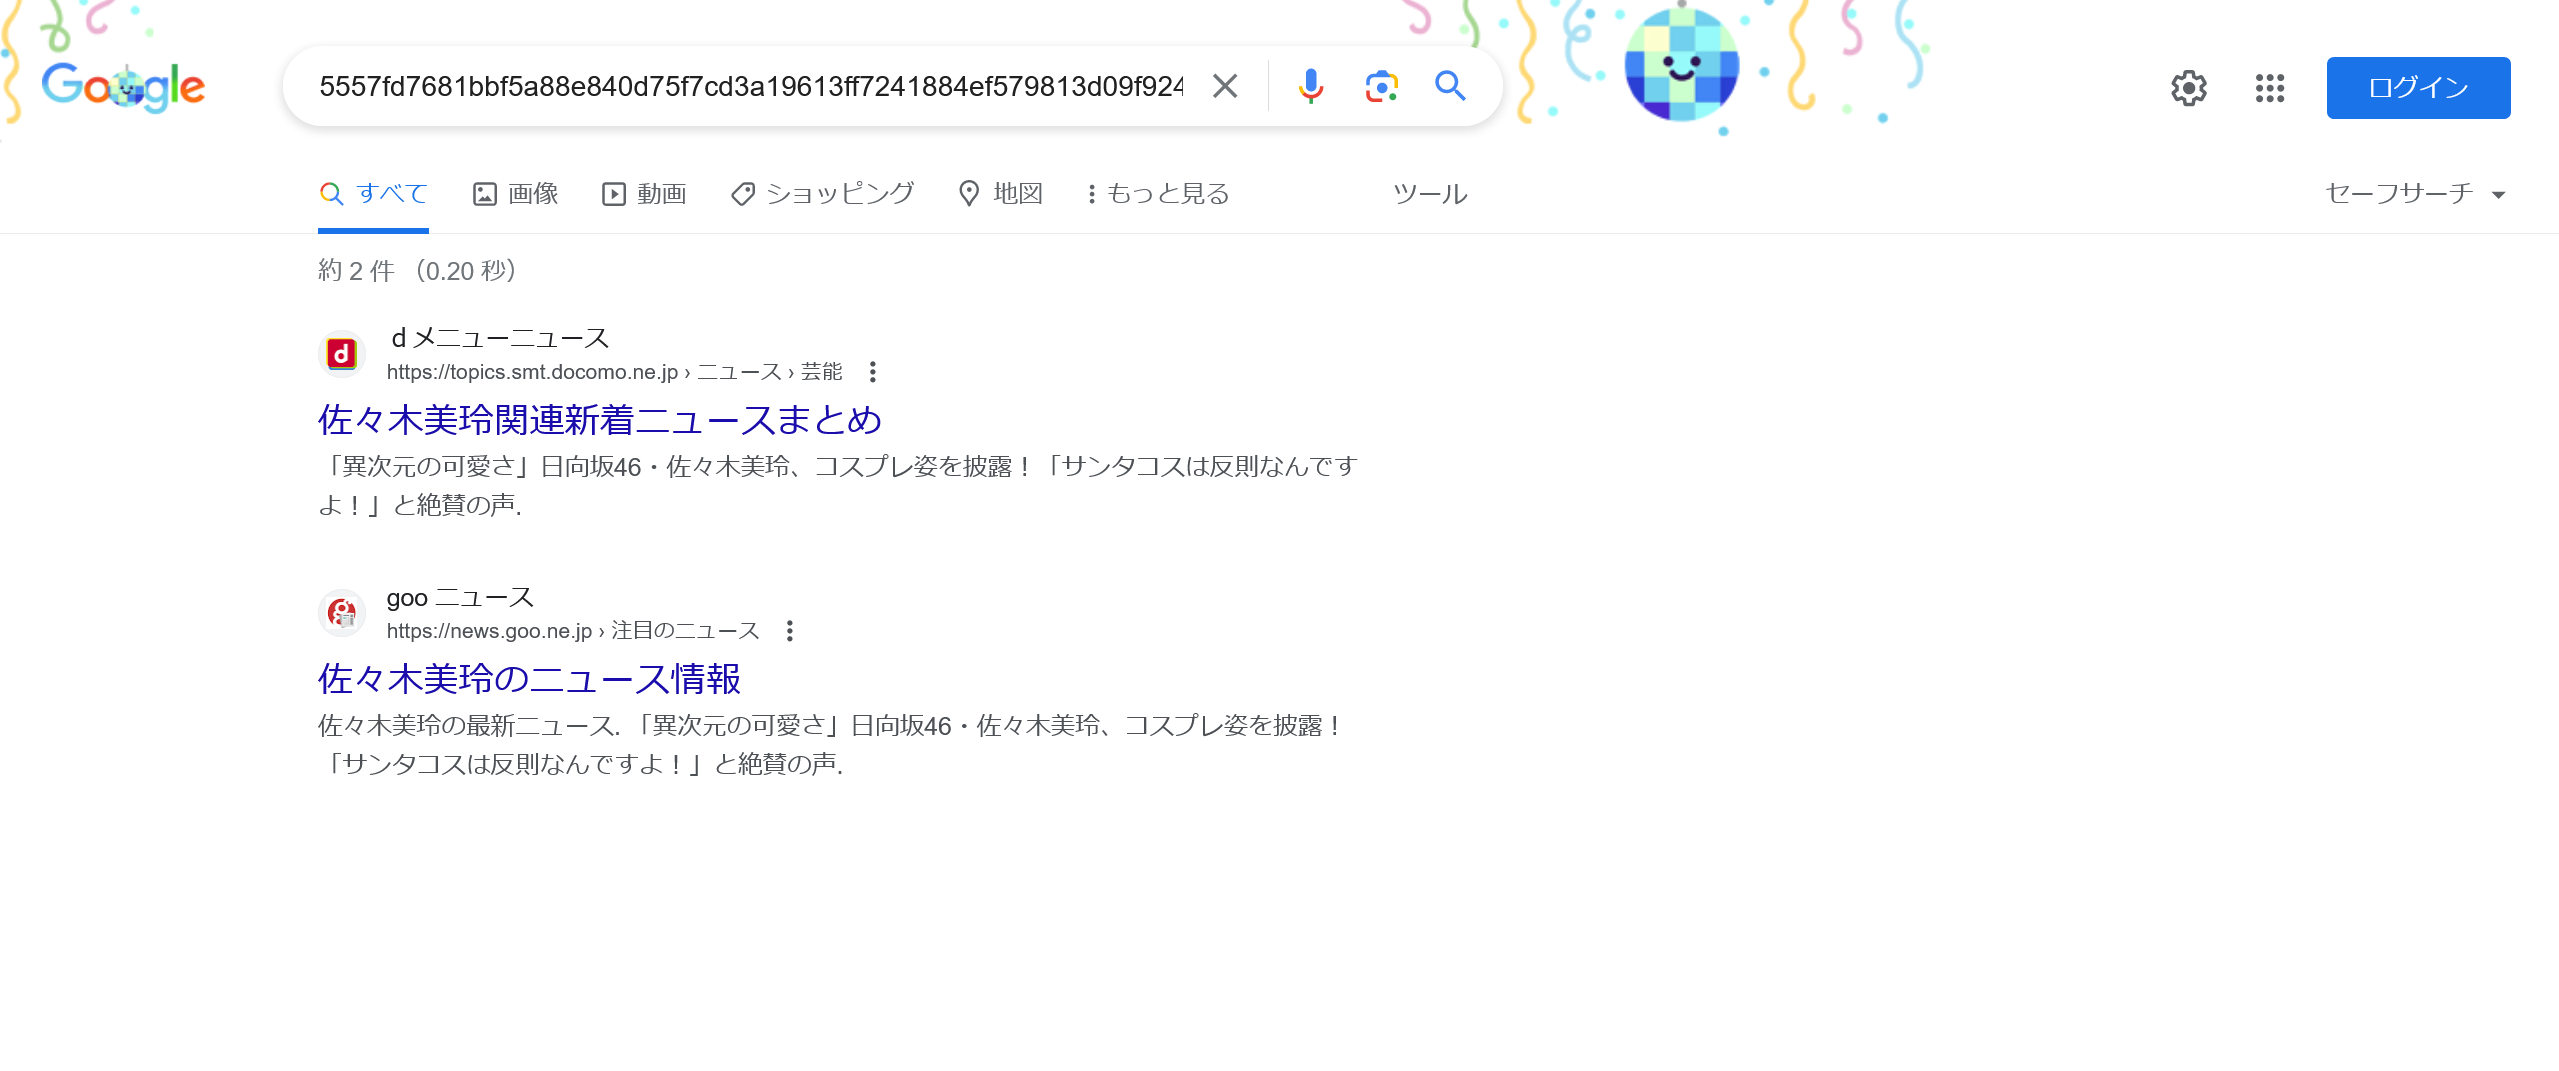 Google
5557fd7681bbf5a88e840d75f7cd3a19613ff7241884ef579813d09f924
ログイン
すべて 画像 動画 ショッピング 地図 もっと見る ツール セーフサーチ
約 2 件 （0.20 秒）
d メニューニュース
https://topics.smt.docomo.ne.jp › ニュース › 芸能
佐々木美玲関連新着ニュースまとめ
「異次元の可愛さ」日向坂46・佐々木美玲、コスプレ姿を披露！「サンタコスは反則なんです
よ！」と絶賛の声.
goo ニュース
https://news.goo.ne.jp › 注目のニュース
佐々木美玲のニュース情報
佐々木美玲の最新ニュース. 「異次元の可愛さ」日向坂46・佐々木美玲、コスプレ姿を披露！
「サンタコスは反則なんですよ！」と絶賛の声.